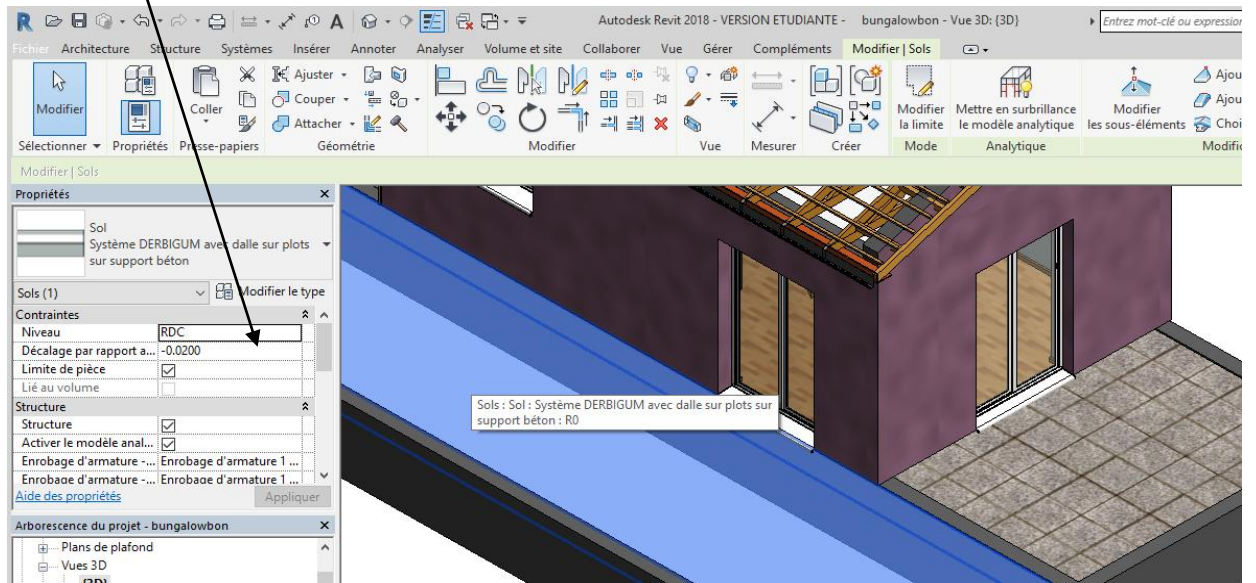 Autodesk Revit 2018 - VERSION ETUDIANTE - bungalowbon - Vue 3D: {3D}
Entrez mot-clé ou expression
Fichier Architecture Structure Systèmes Insérer Annoter Analyser Volume et site Collaborer Vue Gérer Compléments Modifier | Sols
Modifier
Coller
Ajuster
Couper
Attacher
Modifier
la limite
Mettre en surbrillance
le modèle analytique
Modifier
les sous-éléments
Ajou
Ajou
Choi
Sélectionner Propriétés Presse-papiers Géométrie Modifier Vue Mesurer Créer Mode Analytique Modific
Modifier | Sols
Propriétés
Sol
Système DERBIGUM avec dalle sur plots
sur support béton
Sols (1) Modifier le type
Contraintes
Niveau RDC
Décalage par rapport a... -0.0200
Limite de pièce
Lié au volume
Structure
Structure
Activer le modèle anal...
Enrobage d'armature -... Enrobage d'armature 1 ...
Enrobage d'armature -... Enrobage d'armature 1 ...
Aide des propriétés Appliquer
Sols : Sol : Système DERBIGUM avec dalle sur plots sur
support béton : R0
Arborescence du projet - bungalowbon
Plans de plafond
Vues 3D
{3D}